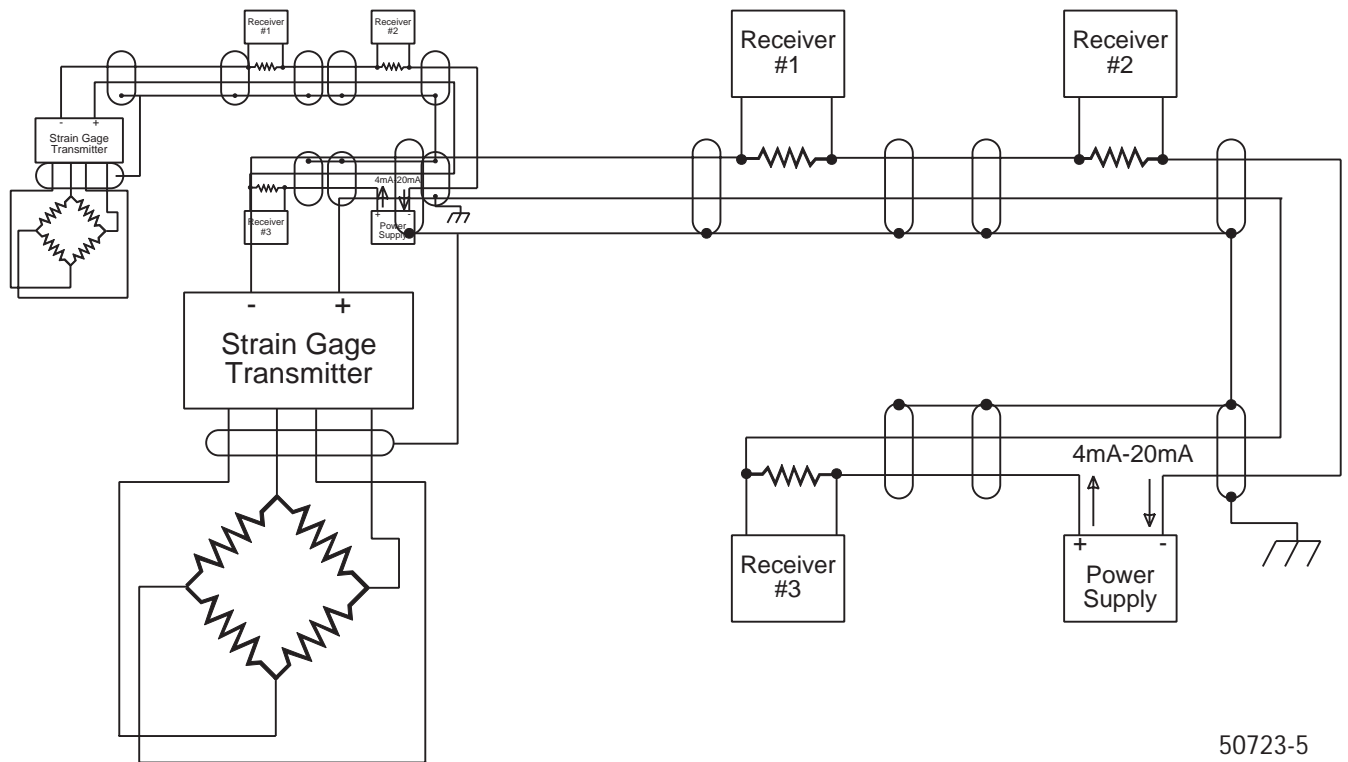 Receiver
#1
Receiver
#2
- +
Strain Gage
Transmitter
4mA-20mA
Receiver
#3
+ -
Power
Supply
Receiver
#1
Receiver
#2
- +
Strain Gage
Transmitter
4mA-20mA
Receiver
#3
+ -
Power
Supply
50723-5